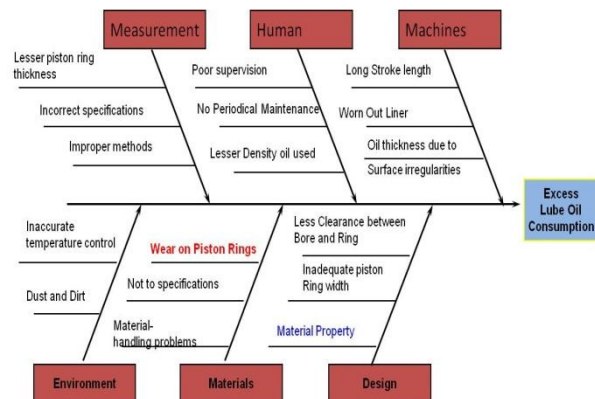 Measurement
Human
Machines
Lesser piston ring
thickness
Incorrect specifications
Improper methods
Poor supervision
No Periodical Maintenance
Lesser Density oil used
Long Stroke length
Worn Out Liner
Oil thickness due to
Surface irregularities
Excess
Lube Oil
Consumption
Inaccurate
temperature control
Dust and Dirt
Wear on Piston Rings
Not to specifications
Material-
handling problems
Less Clearance between
Bore and Ring
Inadequate piston
Ring width
Material Property
Environment
Materials
Design